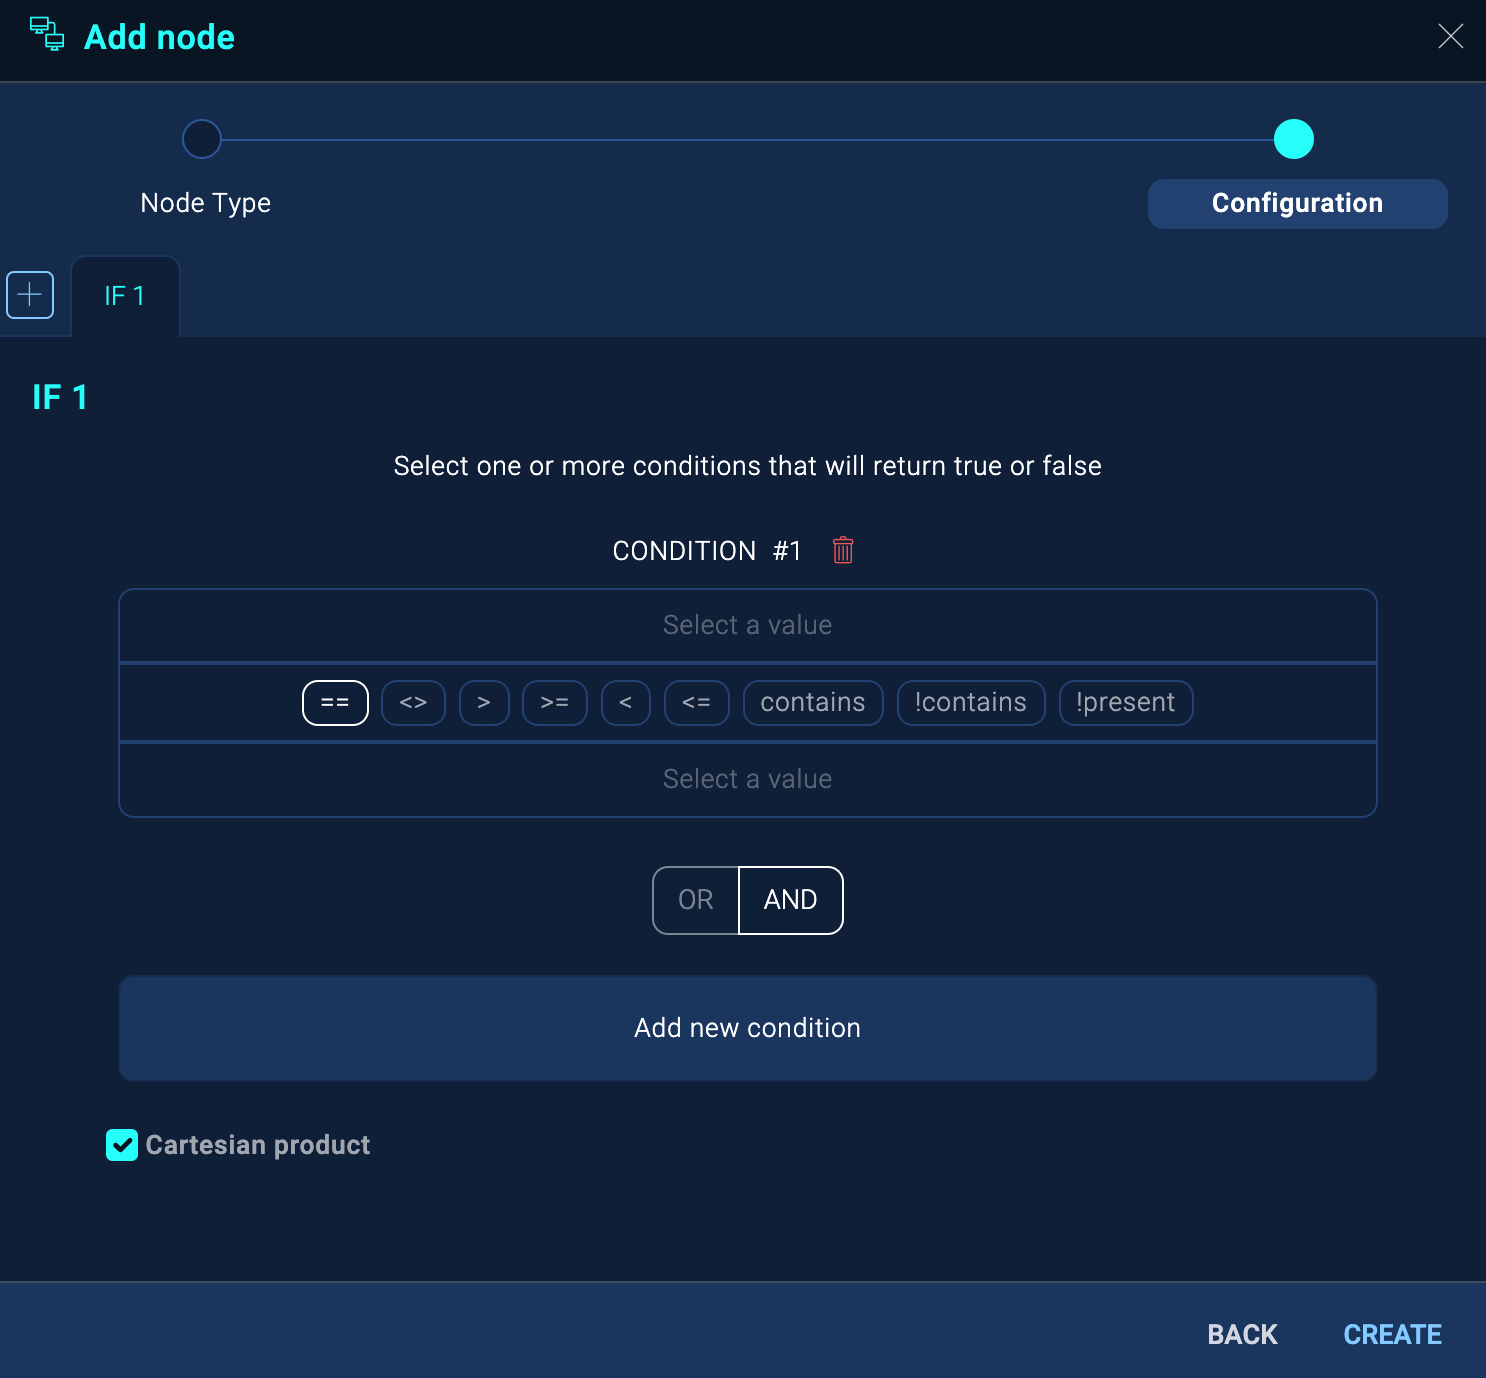 Add node
Node Type
Configuration
IF 1
IF 1
Select one or more conditions that will return true or false
CONDITION #1
Select a value
== <> > >= < <= contains !contains !present
Select a value
OR AND
Add new condition
Cartesian product
BACK CREATE